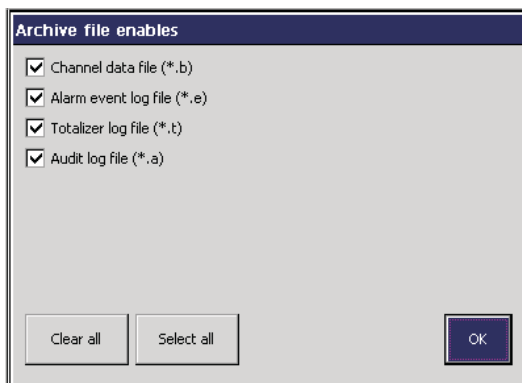 Archive file enables
Channel data file (*.b)
Alarm event log file (*.e)
Totalizer log file (*.t)
Audit log file (*.a)
Clear all
Select all
OK